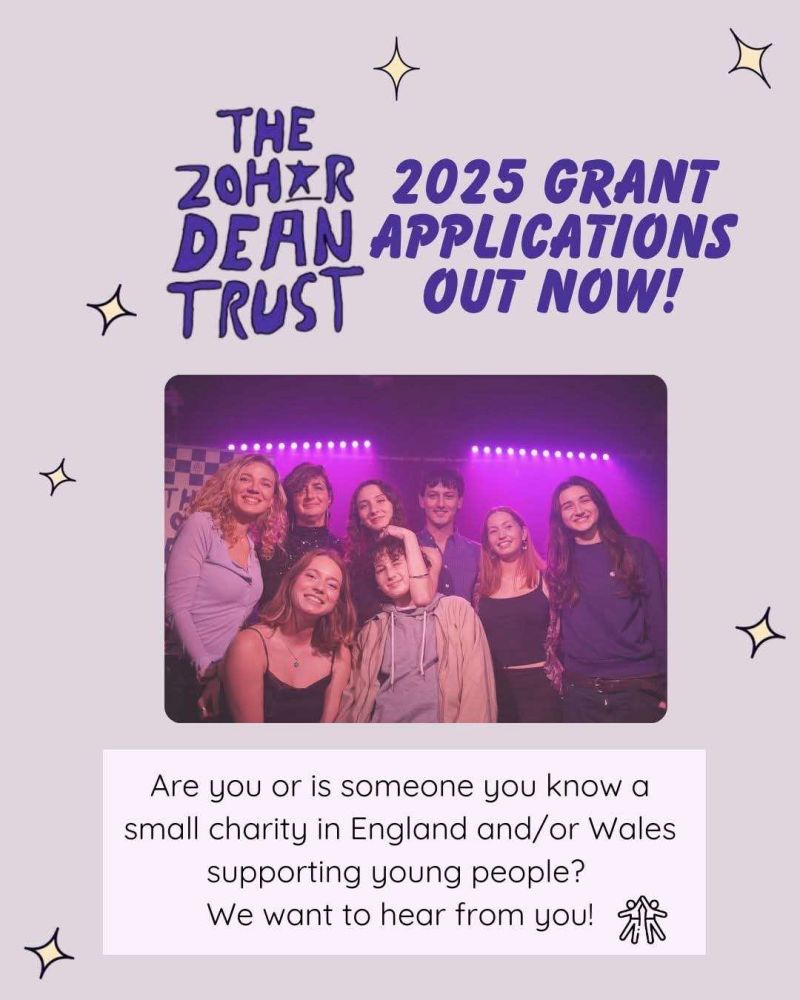 THE
ZOHAR
DEAN
TRUST
2025 GRANT
APPLICATIONS
OUT NOW!
TH
Are you or is someone you know a
small charity in England and/or Wales
supporting young people?
We want to hear from you!